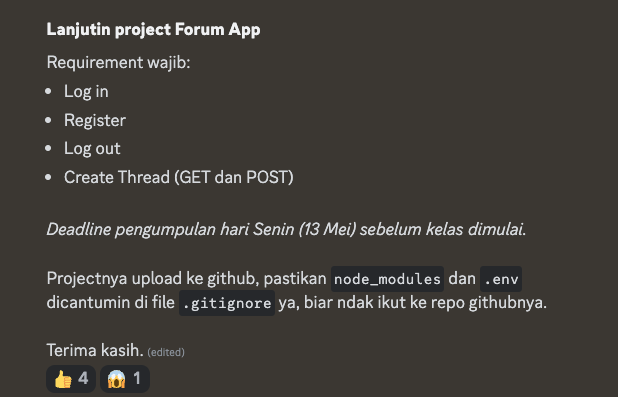 Lanjutin project Forum App
Requirement wajib:
• Log in
• Register
• Log out
• Create Thread (GET dan POST)
Deadline pengumpulan hari Senin (13 Mei) sebelum kelas dimulai.
Projectnya upload ke github, pastikan node_modules dan .env
dicantumin di file .gitignore ya, biar ndak ikut ke repo githubnya.
Terima kasih. (edited)
👍 4 😱 1